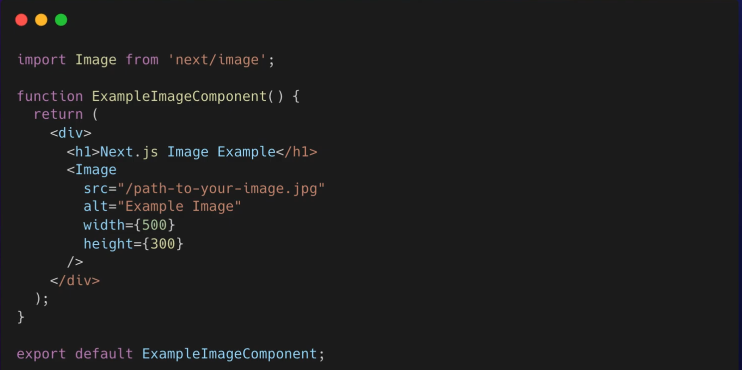 import Image from 'next/image';

function ExampleImageComponent() {
  return (
    <div>
      <h1>Next.js Image Example</h1>
      <Image
        src="/path-to-your-image.jpg"
        alt="Example Image"
        width={500}
        height={300}
      />
    </div>
  );
}

export default ExampleImageComponent;